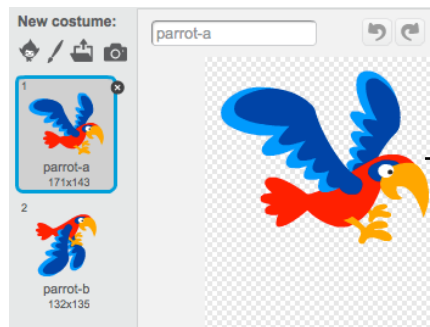 New costume:
parrot-a
1
parrot-a
171x143
2
parrot-b
132x135